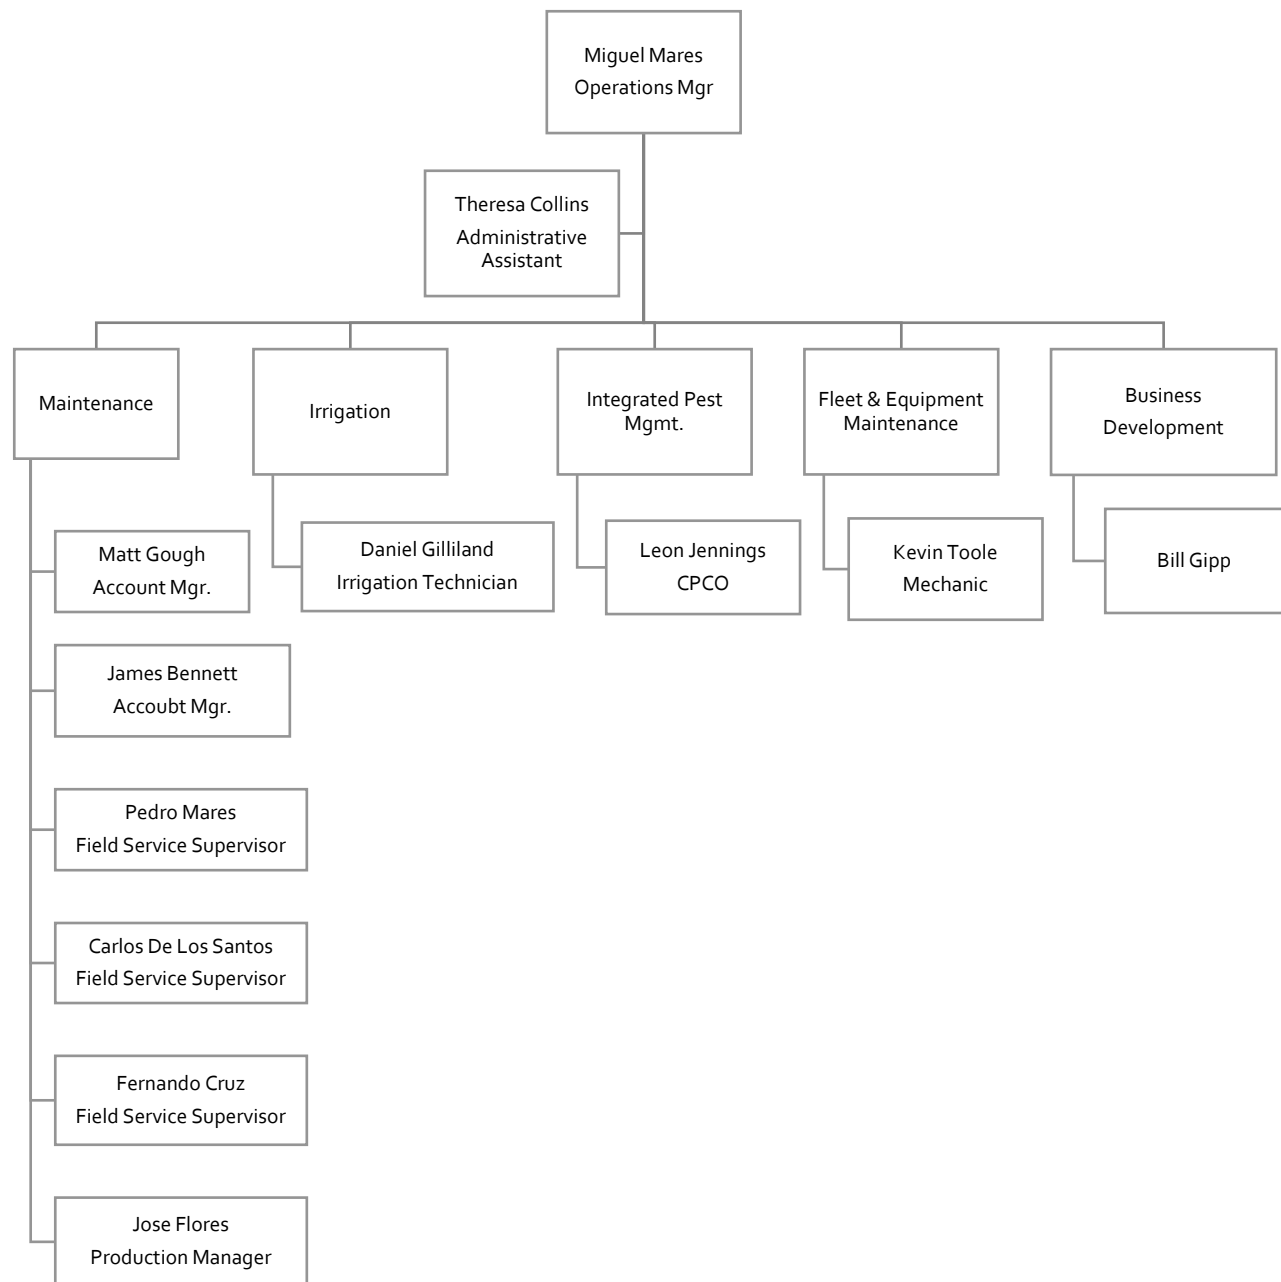 Miguel Mares
Operations Mgr
Theresa Collins
Administrative
Assistant
Maintenance
Irrigation
Integrated Pest
Mgmt.
Fleet & Equipment
Maintenance
Business
Development
Matt Gough
Account Mgr.
Daniel Gilliland
Irrigation Technician
Leon Jennings
CPCO
Kevin Toole
Mechanic
Bill Gipp
James Bennett
Accoubt Mgr.
Pedro Mares
Field Service Supervisor
Carlos De Los Santos
Field Service Supervisor
Fernando Cruz
Field Service Supervisor
Jose Flores
Production Manager